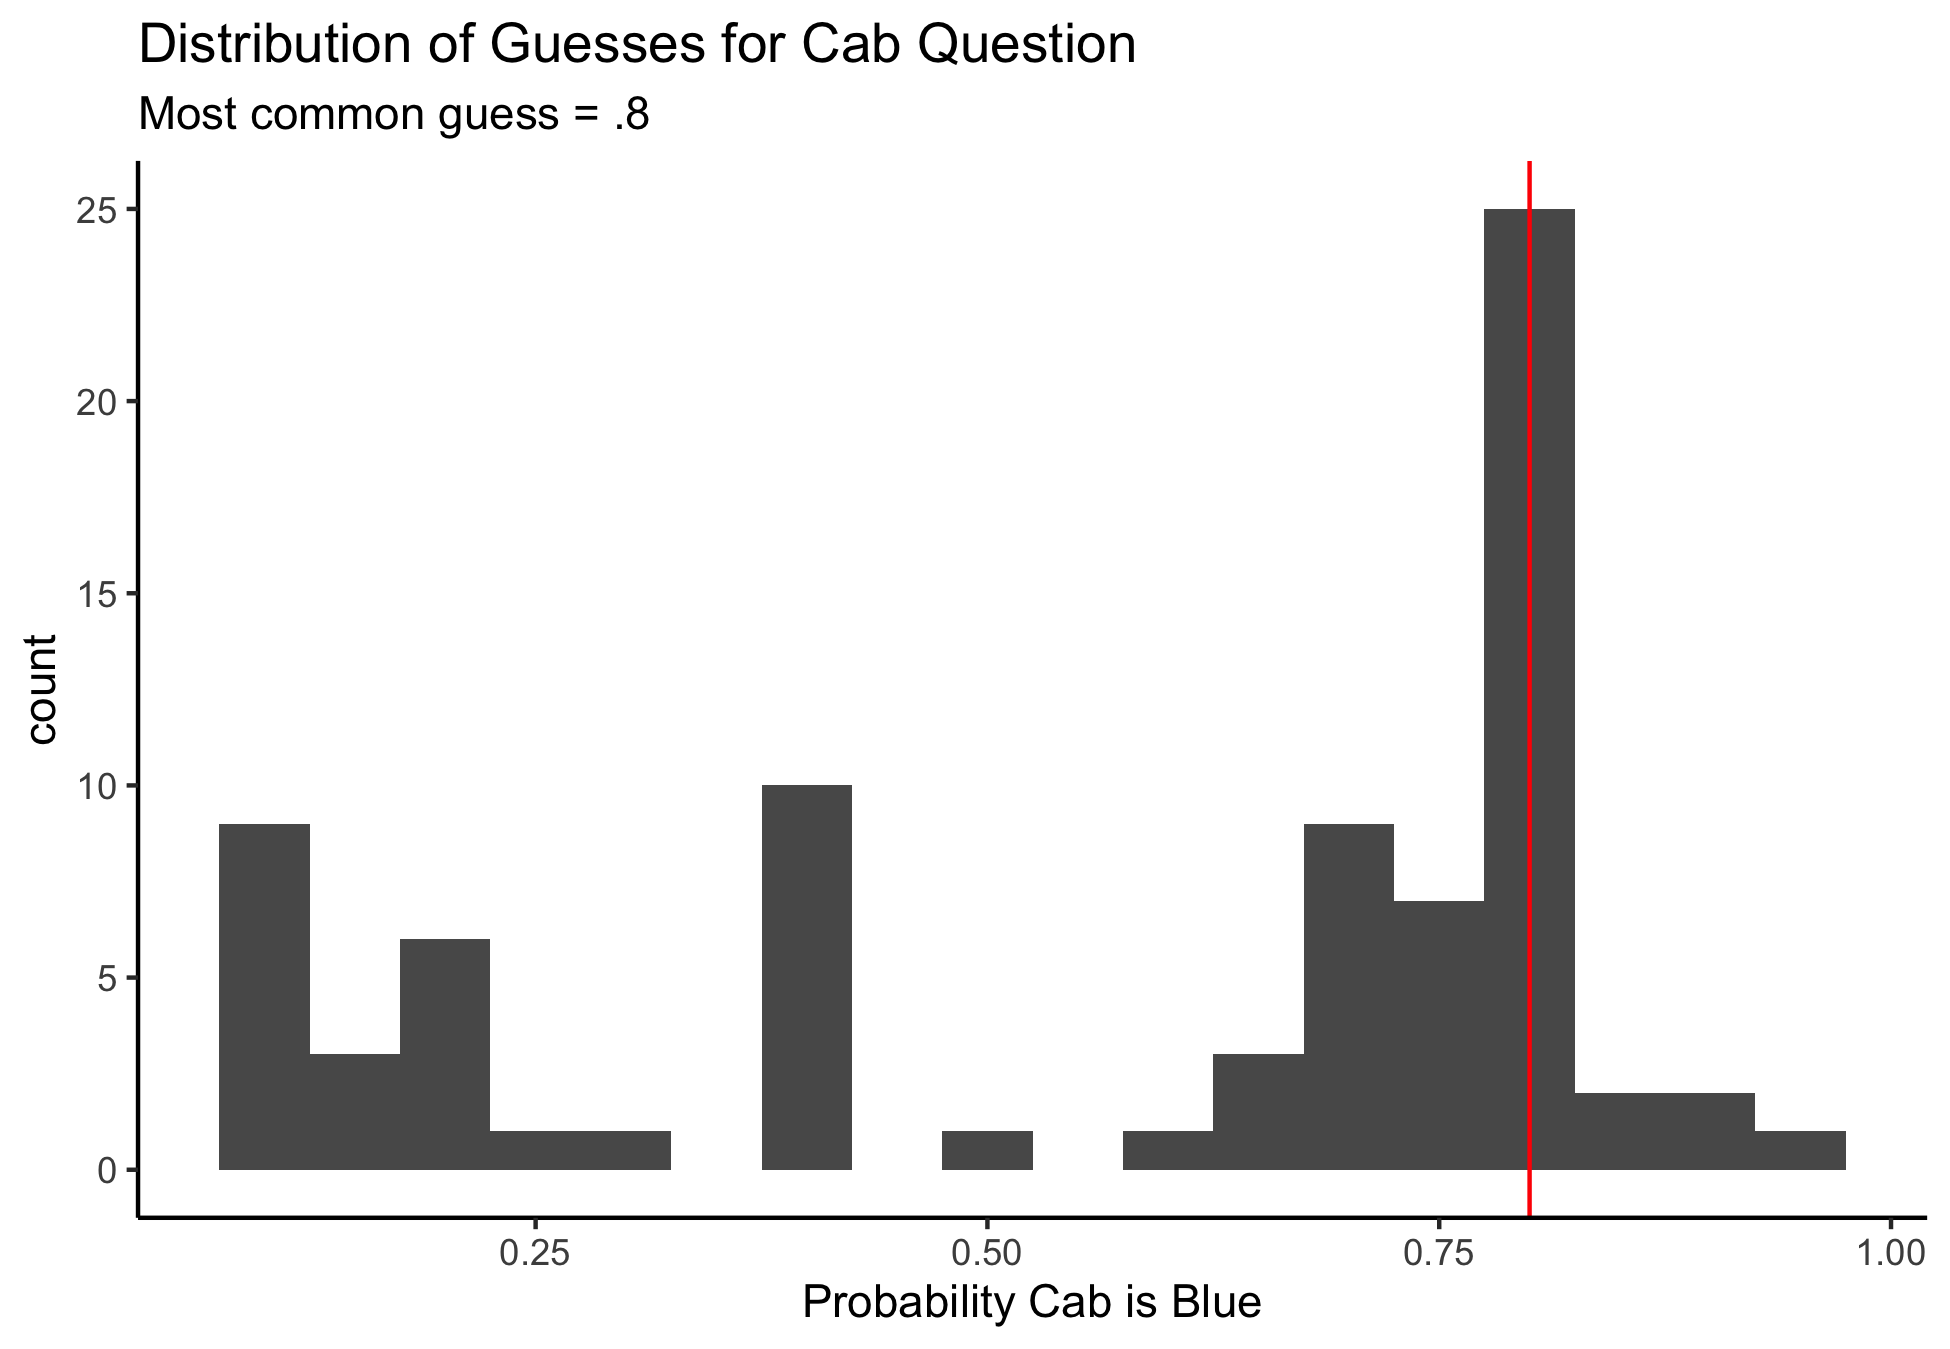 Distribution of Guesses for Cab Question
Most common guess = .8
25
20
15
10
5
0
count
0.25 0.50 0.75 1.00
Probability Cab is Blue